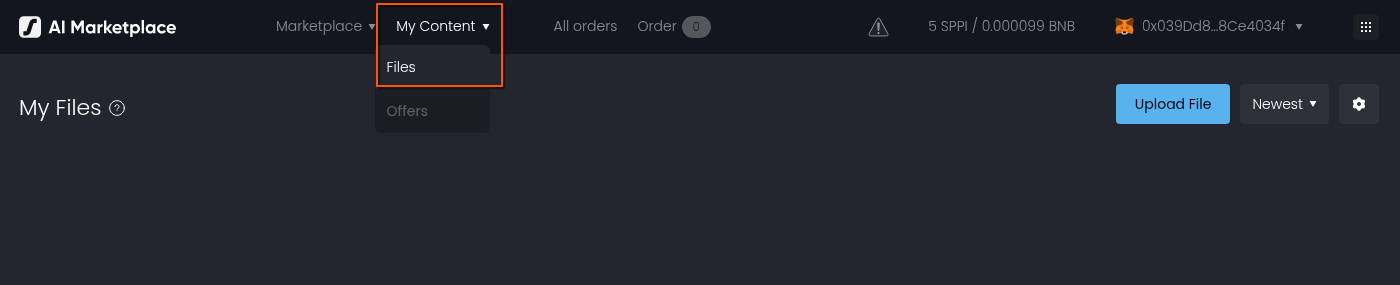 AI Marketplace
Marketplace
My Content
All orders
Order 0
5 SPPI / 0.000099 BNB
0x039Dd8...8Ce4034f
Files
Offers
My Files ?
Upload File
Newest